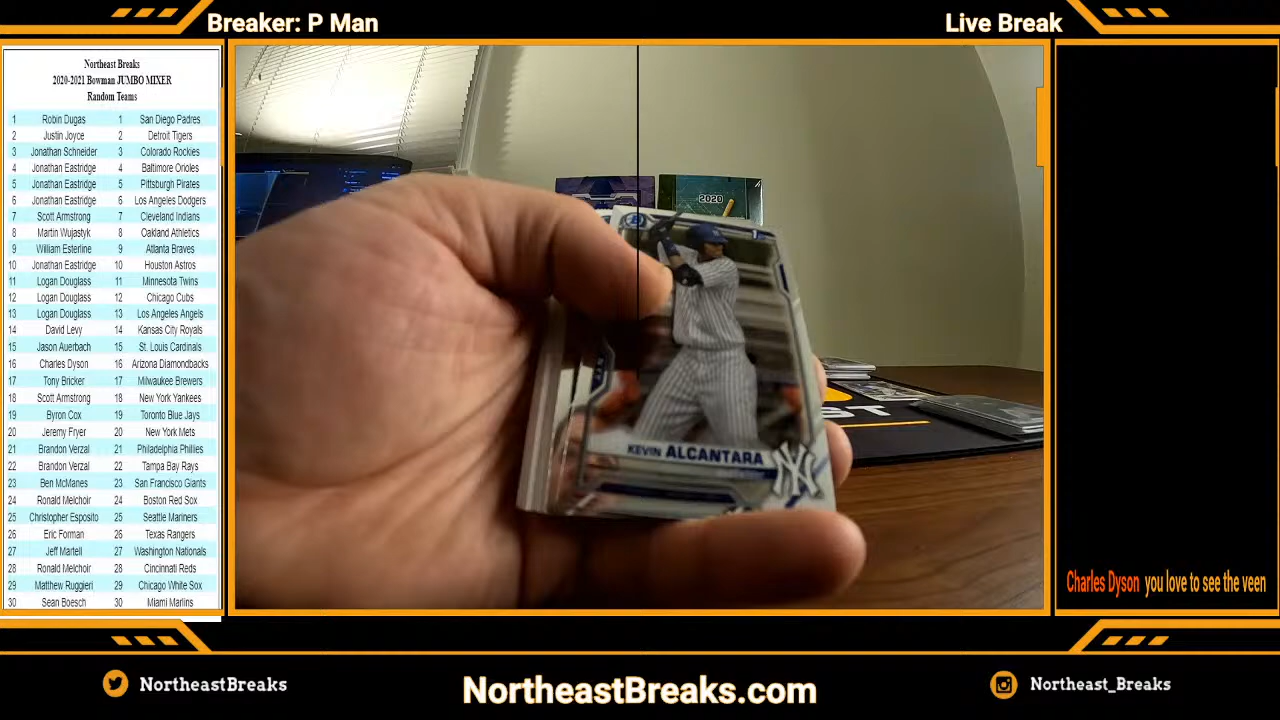 Breaker: P Man
Live Break
Northeast Breaks
2020-2021 Bowman JUMBO MIXER
Random Teams
1 Robin Dugas 1 San Diego Padres
2 Justin Joyce 2 Detroit Tigers
3 Jonathan Schneider 3 Colorado Rockies
4 Jonathan Eastridge 4 Baltimore Orioles
5 Jonathan Eastridge 5 Pittsburgh Pirates
6 Jonathan Eastridge 6 Los Angeles Dodgers
7 Scott Armstrong 7 Cleveland Indians
8 Martin Wujastyk 8 Oakland Athletics
9 William Esterline 9 Atlanta Braves
10 Jonathan Eastridge 10 Houston Astros
11 Logan Douglass 11 Minnesota Twins
12 Logan Douglass 12 Chicago Cubs
13 Logan Douglass 13 Los Angeles Angels
14 David Levy 14 Kansas City Royals
15 Jason Auerbach 15 St. Louis Cardinals
16 Charles Dyson 16 Arizona Diamondbacks
17 Tony Bricker 17 Milwaukee Brewers
18 Scott Armstrong 18 New York Yankees
19 Byron Cox 19 Toronto Blue Jays
20 Jeremy Fryer 20 New York Mets
21 Brandon Verzal 21 Philadelphia Phillies
22 Brandon Verzal 22 Tampa Bay Rays
23 Ben McManes 23 San Francisco Giants
24 Ronald Melchoir 24 Boston Red Sox
25 Christopher Esposito 25 Seattle Mariners
26 Eric Forman 26 Texas Rangers
27 Jeff Martell 27 Washington Nationals
28 Ronald Melchoir 28 Cincinnati Reds
29 Matthew Ruggieri 29 Chicago White Sox
30 Sean Boesch 30 Miami Marlins
2020
KEVIN ALCANTARA
NY
ST
Charles Dyson you love to see the veen
NortheastBreaks
NortheastBreaks.com
Northeast_Breaks